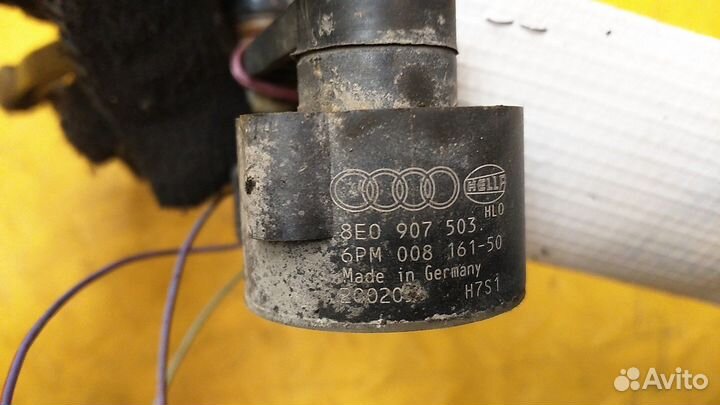 HELLA
HLO
8E0 907 503.
6PM 008 161-50
Made in Germany
H7S1
Avito